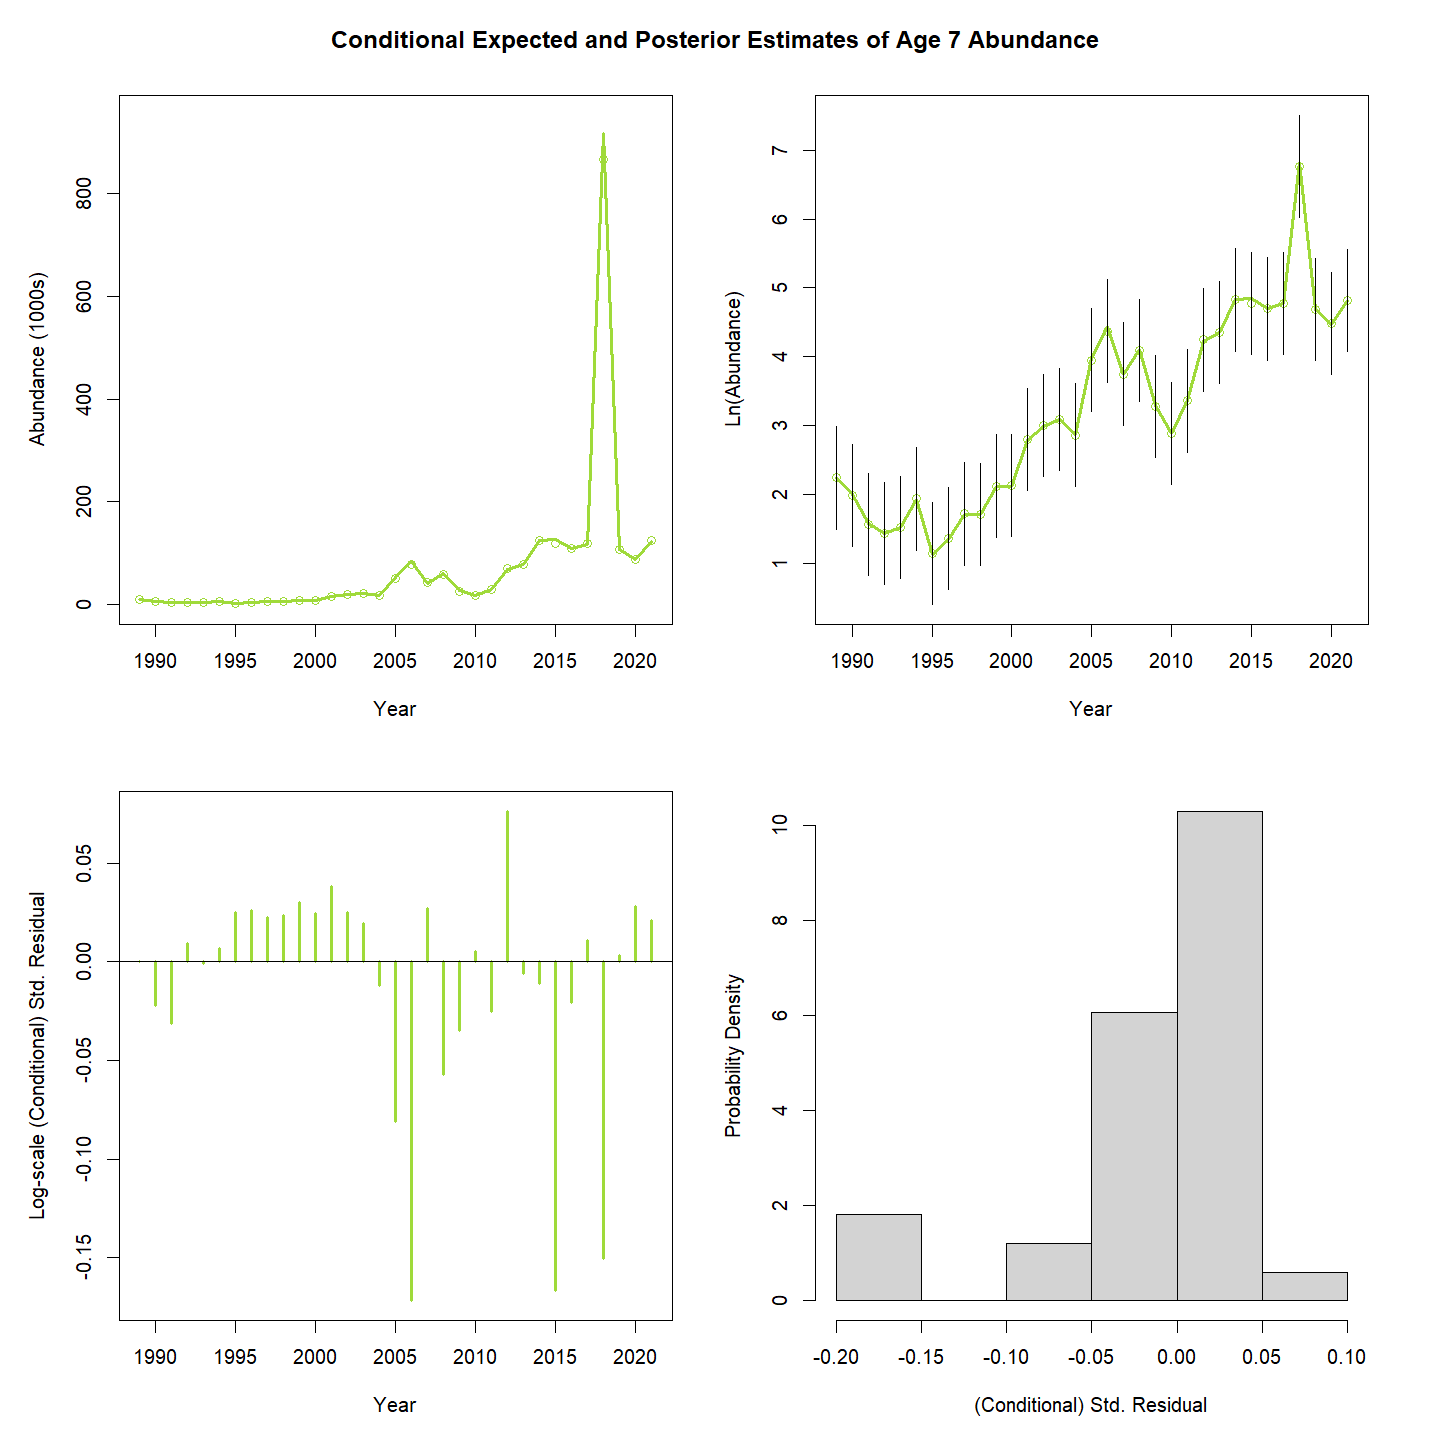 Conditional Expected and Posterior Estimates of Age 7 Abundance
Abundance (1000s)
800
600
400
200
0
1990 1995 2000 2005 2010 2015 2020
Year
Ln(Abundance)
7
6
5
4
3
2
1
1990 1995 2000 2005 2010 2015 2020
Year
Log-scale (Conditional) Std. Residual
0.05
0.00
-0.05
-0.10
-0.15
1990 1995 2000 2005 2010 2015 2020
Year
Probability Density
10
8
6
4
2
0
-0.20 -0.15 -0.10 -0.05 0.00 0.05 0.10
(Conditional) Std. Residual